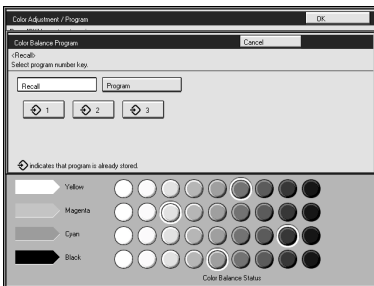 Color Adjustment / Program
OK
Color Balance Program
Cancel
<Recall>
Select program number key.
Recall
Program
1
2
3
indicates that program is already stored.
Yellow
Magenta
Cyan
Black
Color Balance Status